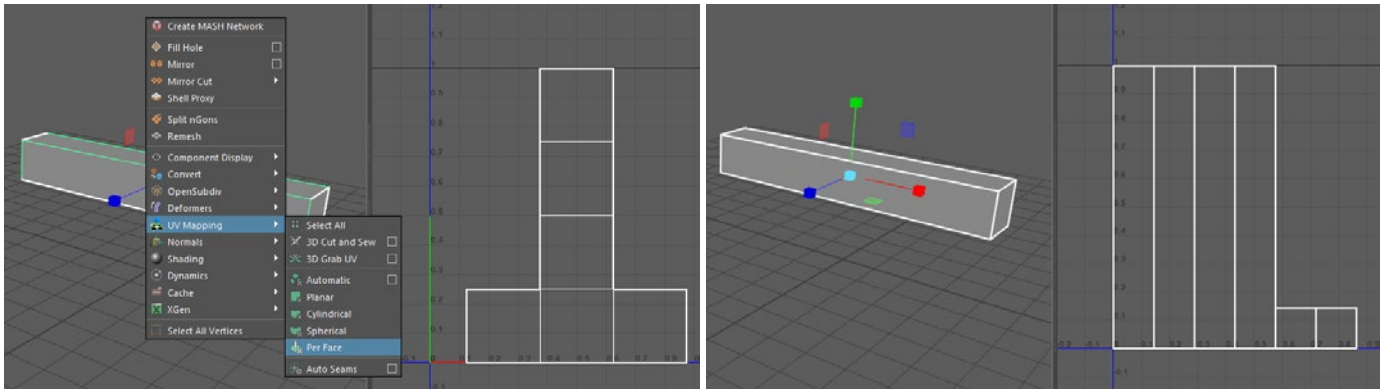 Create MASH Network
Fill Hole
Mirror
Mirror Cut
Shell Proxy
Split nGons
Remesh
Component Display
Convert
OpenSubdiv
Deformers
UV Mapping
Normals
Shading
Dynamics
Cache
XGen
Select All Vertices
Select All
3D Cut and Sew
3D Grab UV
Automatic
Planar
Cylindrical
Spherical
Per Face
Auto Seams